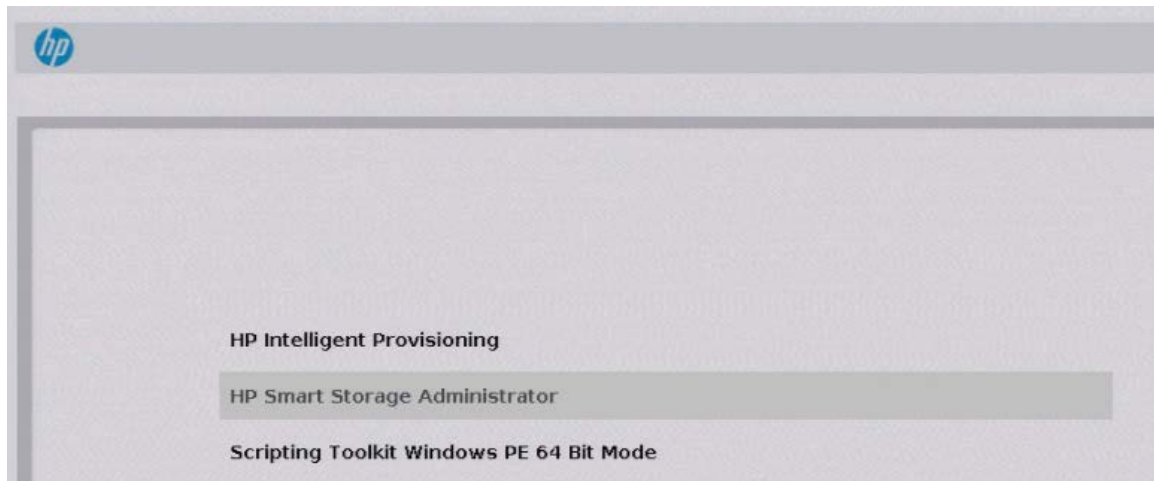 hp
HP Intelligent Provisioning
HP Smart Storage Administrator
Scripting Toolkit Windows PE 64 Bit Mode